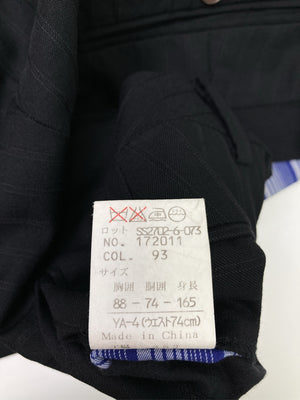 ロット SS2702-6-073
NO. 172011
COL. 93
サイズ
胸囲 胴囲 身長
88-74-165
YA-4(ウエスト74cm)
Made in China